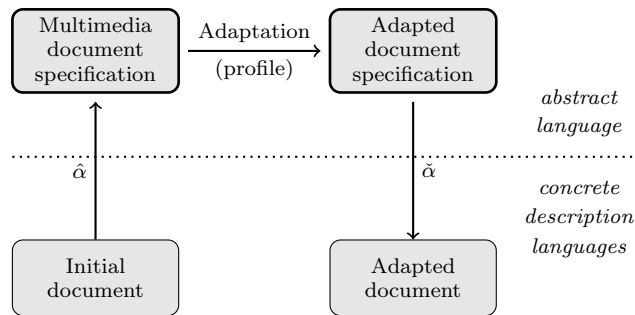 Multimedia
document
specification
Adaptation
(profile)
Adapted
document
specification
abstract
language
α̂
α̌
concrete
description
languages
Initial
document
Adapted
document